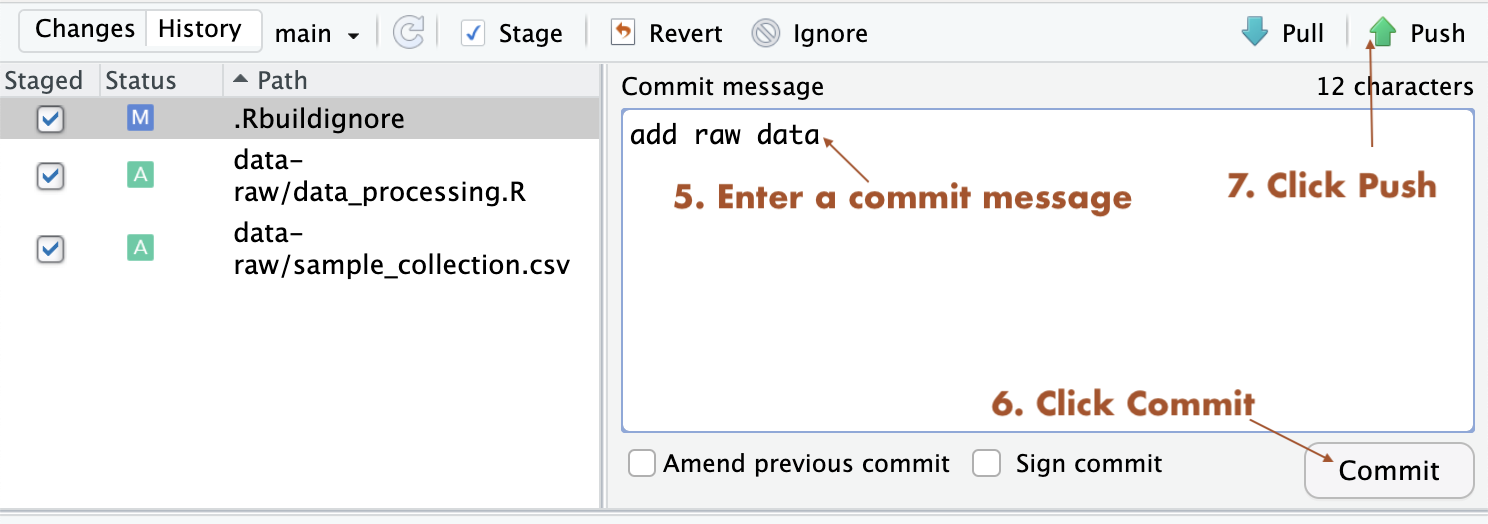 Changes History main Stage Revert Ignore Pull Push
Staged Status Path
M .Rbuildignore
A data-
raw/data_processing.R
A data-
raw/sample_collection.csv
Commit message 12 characters
add raw data
5. Enter a commit message
7. Click Push
6. Click Commit
Amend previous commit Sign commit Commit